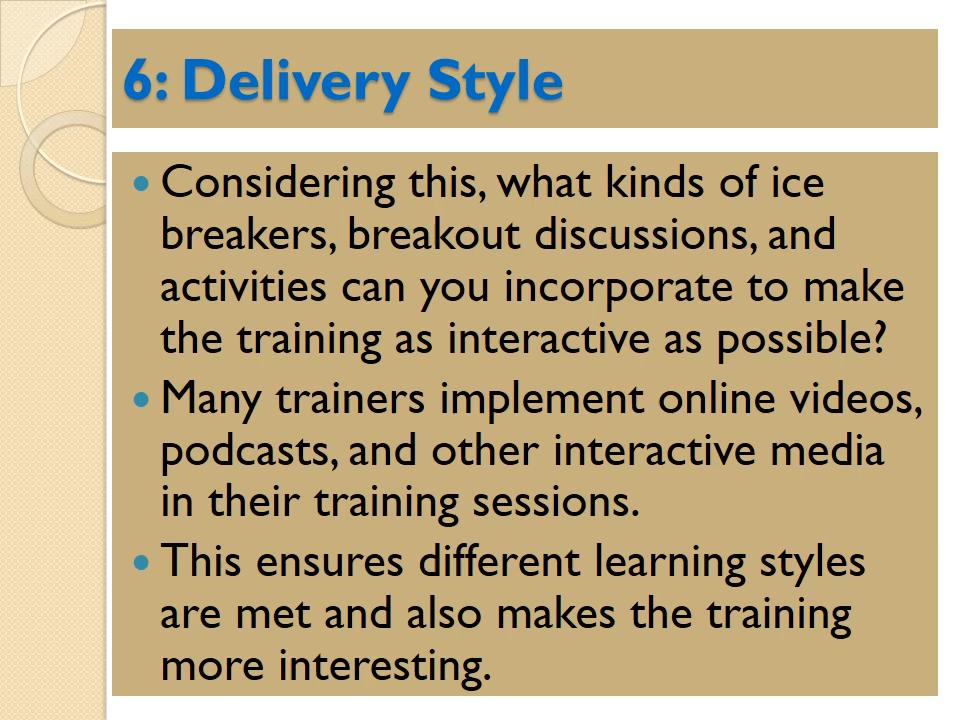 6: Delivery Style
• Considering this, what kinds of ice
breakers, breakout discussions, and
activities can you incorporate to make
the training as interactive as possible?
• Many trainers implement online videos,
podcasts, and other interactive media
in their training sessions.
• This ensures different learning styles
are met and also makes the training
more interesting.